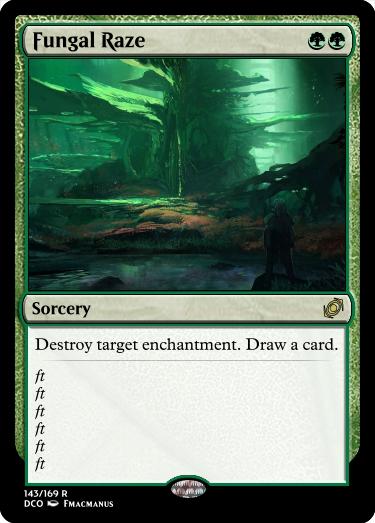 Fungal Raze
Sorcery
Destroy target enchantment. Draw a card.
ft
ft
ft
ft
ft
ft
143/169 R
DCO Fmacmanus